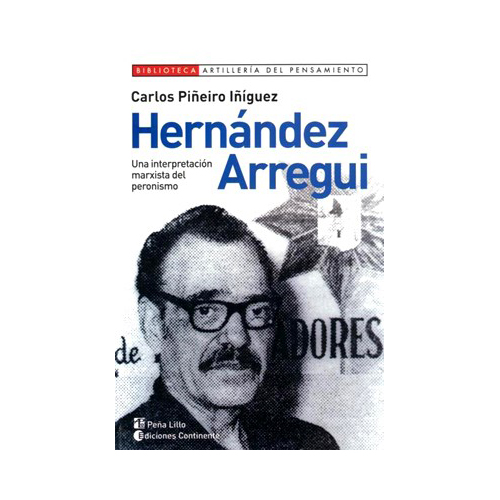 BIBLIOTECA ARTILLERÍA DEL PENSAMIENTO
Carlos Piñeiro Iñíguez
Hernández
Arregui
Una interpretación
marxista del
peronismo
de
ADORES
Peña Lillo
Ediciones Continente